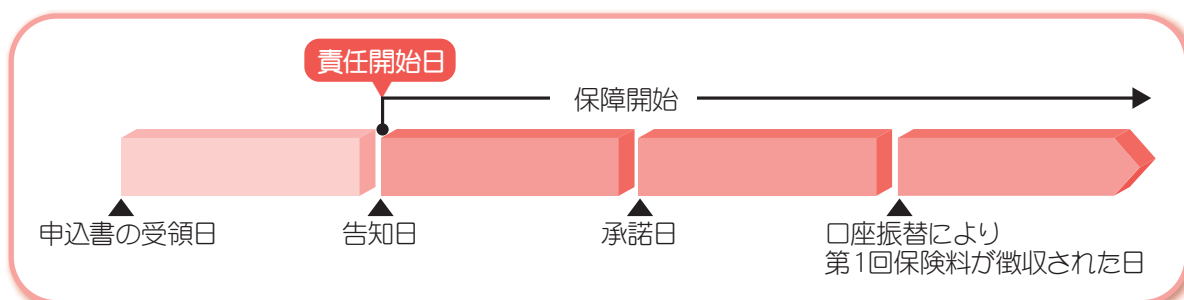 責任開始日
保障開始
申込書の受領日
告知日
承諾日
口座振替により
第1回保険料が徴収された日